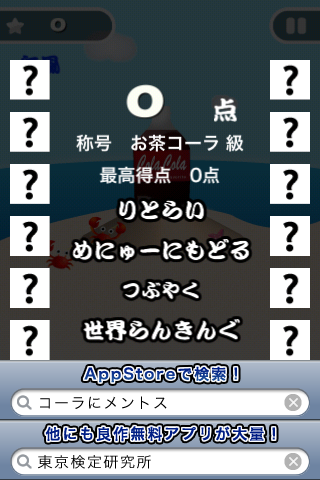 0
? ?
0 点
? ?
称号 お茶コーラ 級
Cola Cola
最高得点 0点
? ?
りとらい
? ?
めにゅーにもどる
つぶやく
? ?
世界らんきんぐ
? ?
AppStoreで検索！
コーラにメントス
他にも良作無料アプリが大量！
東京検定研究所